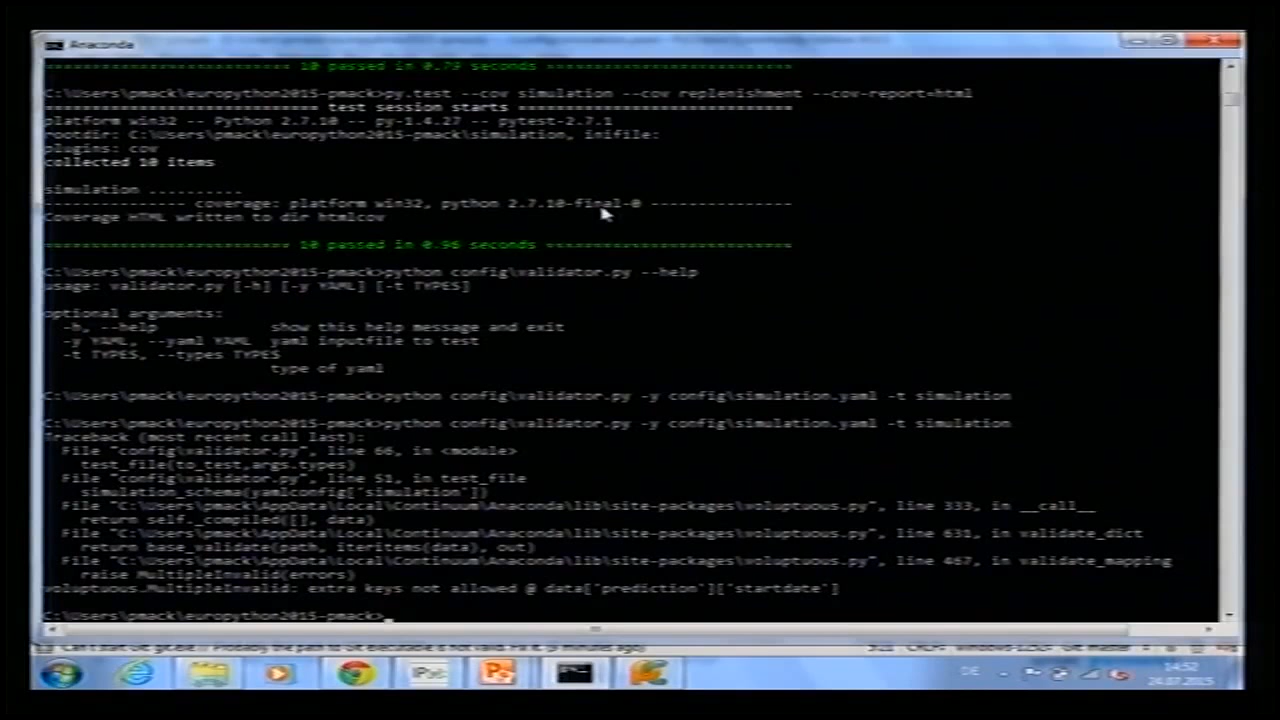 Anaconda
========================== 10 passed in 0.79 seconds ==========================
C:\Users\pmack\europython2015-pmack>py.test --cov simulation --cov replenishment --cov-report=html
============================= test session starts =============================
platform win32 -- Python 2.7.10 -- py-1.4.27 -- pytest-2.7.1
rootdir: C:\Users\pmack\europython2015-pmack\simulation, inifile:
plugins: cov
collected 10 items
simulation ..........
--------------- coverage: platform win32, python 2.7.10-final-0 ---------------
Coverage HTML written to dir htmlcov
========================== 10 passed in 0.96 seconds ==========================
C:\Users\pmack\europython2015-pmack>python config\validator.py --help
usage: validator.py [-h] [-y YAML] [-t TYPES]
optional arguments:
-h, --help show this help message and exit
-y YAML, --yaml YAML yaml inputfile to test
-t TYPES, --types TYPES
type of yaml
C:\Users\pmack\europython2015-pmack>python config\validator.py -y config\simulation.yaml -t simulation
C:\Users\pmack\europython2015-pmack>python config\validator.py -y config\simulation.yaml -t simulation
Traceback (most recent call last):
File "config\validator.py", line 66, in <module>
test_file(to_test,args.types)
File "config\validator.py", line 51, in test_file
simulation_schema(yamlconfig['simulation'])
File "C:\Users\pmack\AppData\Local\Continuum\Anaconda\lib\site-packages\voluptuous.py", line 333, in __call__
return self._compiled([], data)
File "C:\Users\pmack\AppData\Local\Continuum\Anaconda\lib\site-packages\voluptuous.py", line 631, in validate_dict
return base_validate(path, iteritems(data), out)
File "C:\Users\pmack\AppData\Local\Continuum\Anaconda\lib\site-packages\voluptuous.py", line 467, in validate_mapping
raise MultipleInvalid(errors)
voluptuous.MultipleInvalid: extra keys not allowed @ data['prediction']['startdate']
C:\Users\pmack\europython2015-pmack>
DE
14:52
24.07.2015